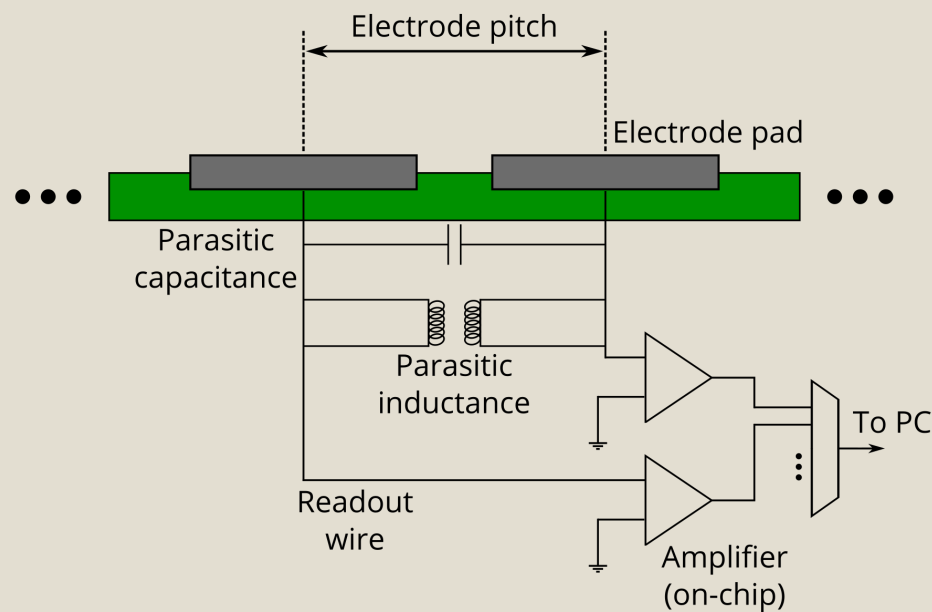 Electrode pitch
Electrode pad
Parasitic
capacitance
Parasitic
inductance
To PC
Readout
wire
Amplifier
(on-chip)